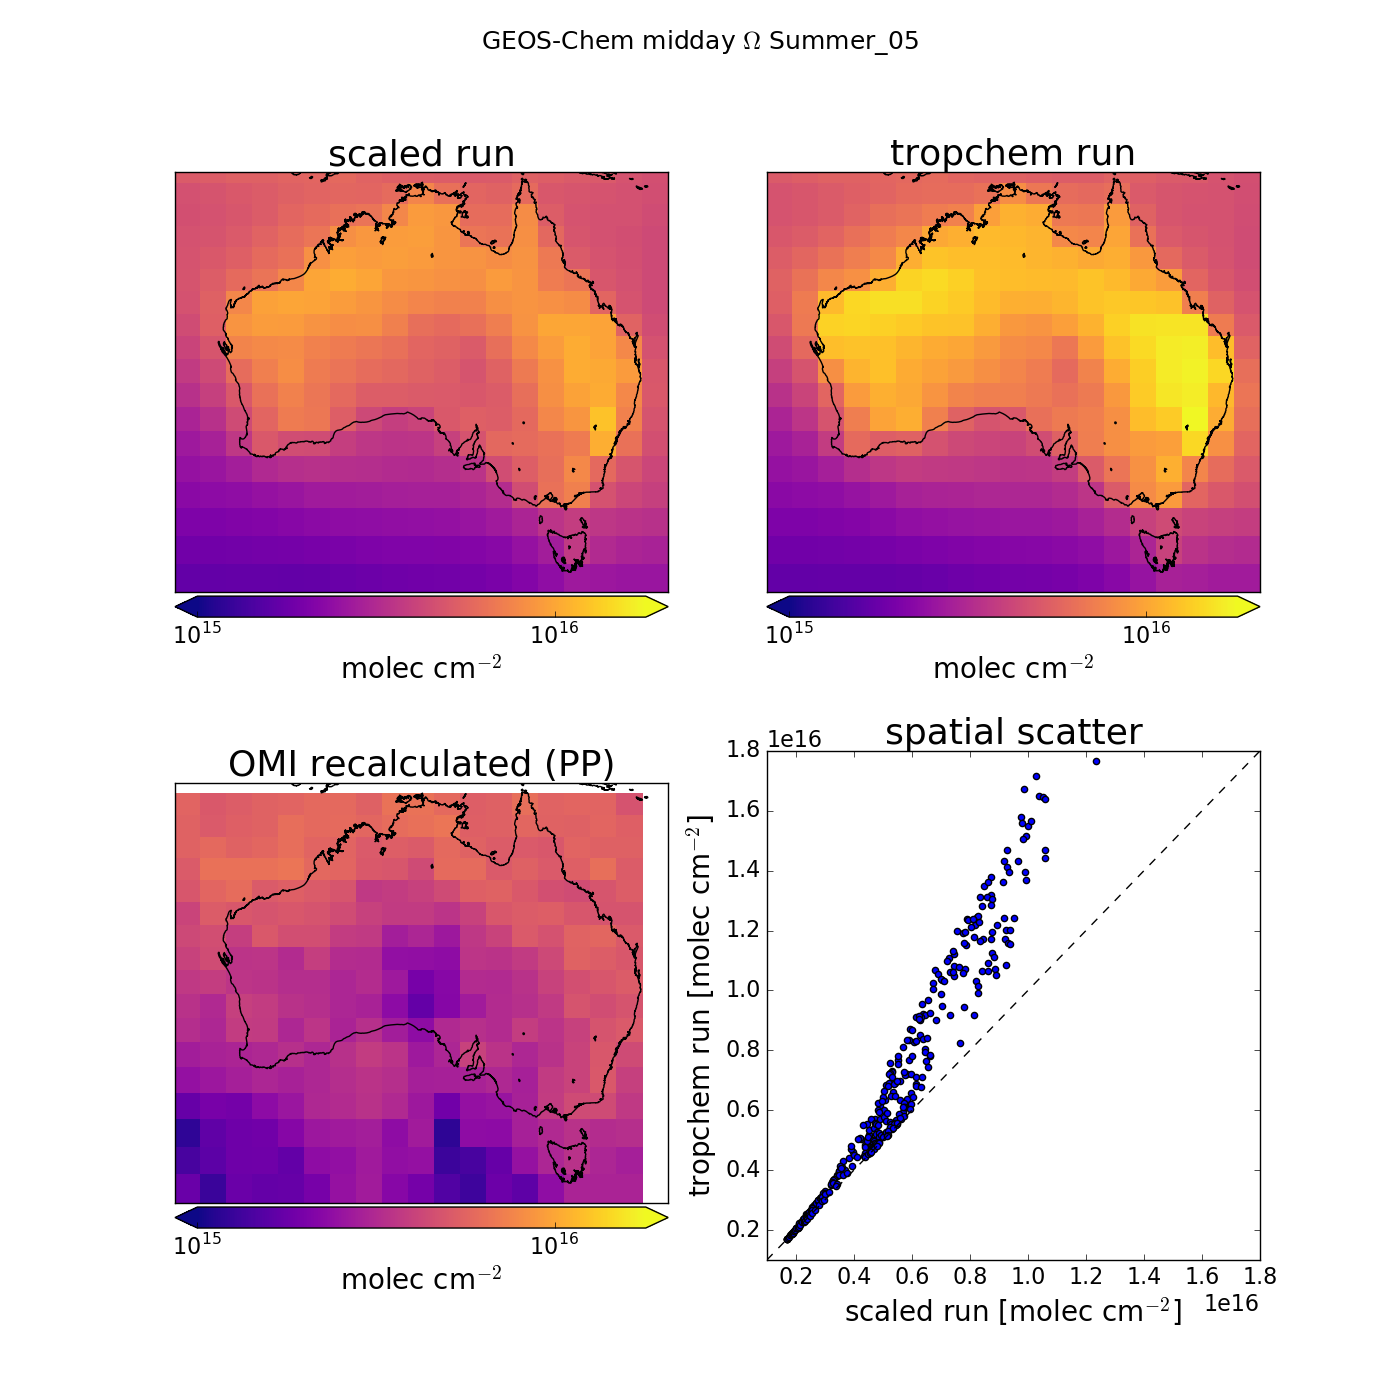 GEOS-Chem midday Ω Summer_05
scaled run
tropchem run
10^15 10^16
molec cm^−2
10^15 10^16
molec cm^−2
OMI recalculated (PP)
10^15 10^16
molec cm^−2
spatial scatter
1e16
1.8
1.6
1.4
1.2
1.0
0.8
0.6
0.4
0.2
tropchem run [molec cm^−2]
0.2 0.4 0.6 0.8 1.0 1.2 1.4 1.6 1.8
1e16
scaled run [molec cm^−2]